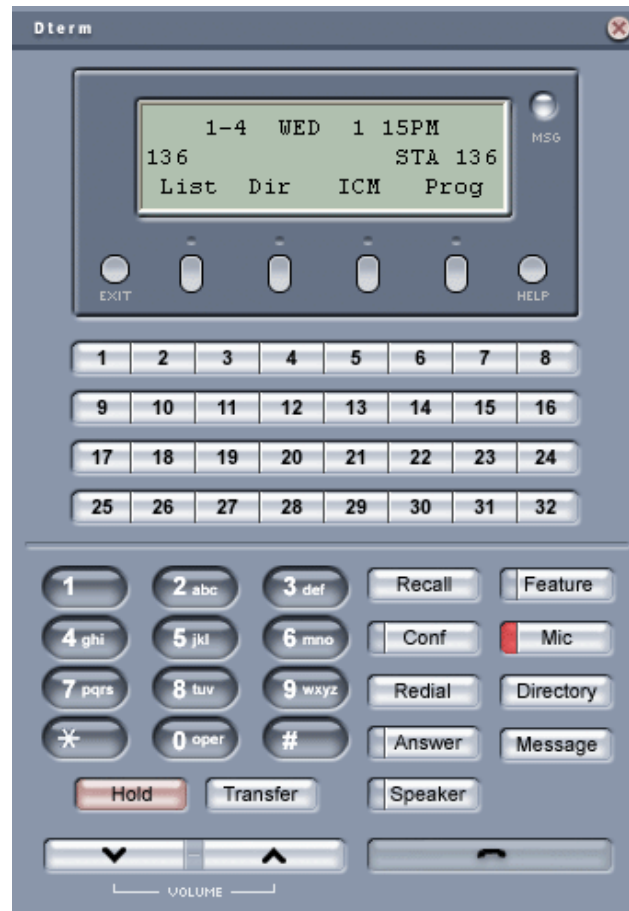 Dterm
1-4 WED 1 15PM
136 STA 136
List Dir ICM Prog
MSG
EXIT HELP
1 2 3 4 5 6 7 8
9 10 11 12 13 14 15 16
17 18 19 20 21 22 23 24
25 26 27 28 29 30 31 32
1 2 abc 3 def Recall Feature
4 ghi 5 jkl 6 mno Conf Mic
7 pqrs 8 tuv 9 wxyz Redial Directory
* 0 oper # Answer Message
Hold Transfer Speaker
VOLUME